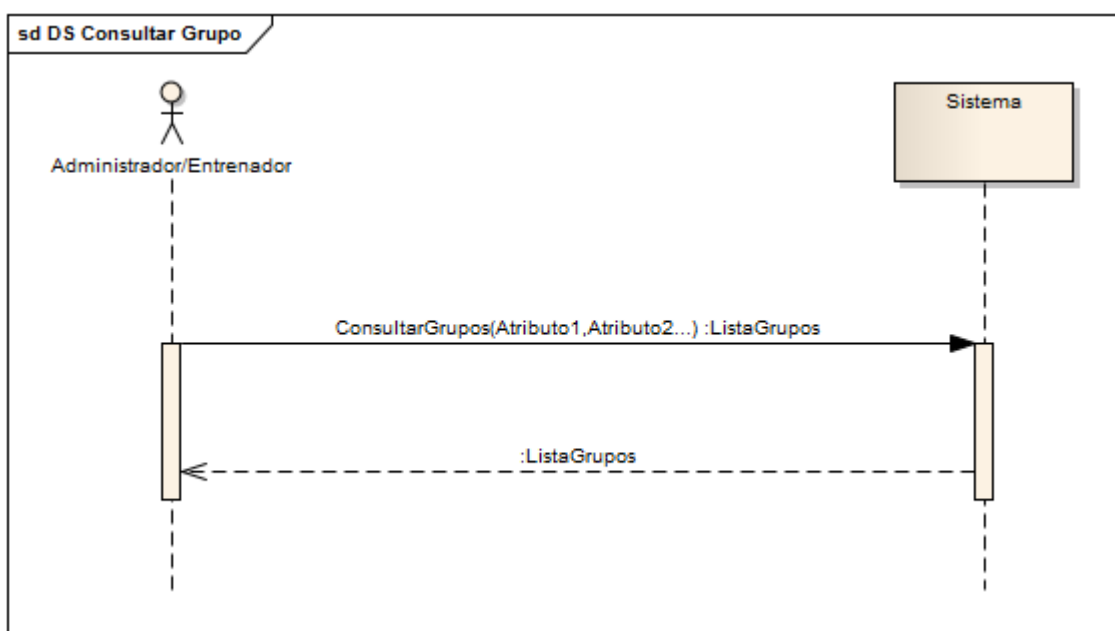 sd DS Consultar Grupo
Administrador/Entrenador
Sistema
ConsultarGrupos(Atributo1,Atributo2...) :ListaGrupos
:ListaGrupos